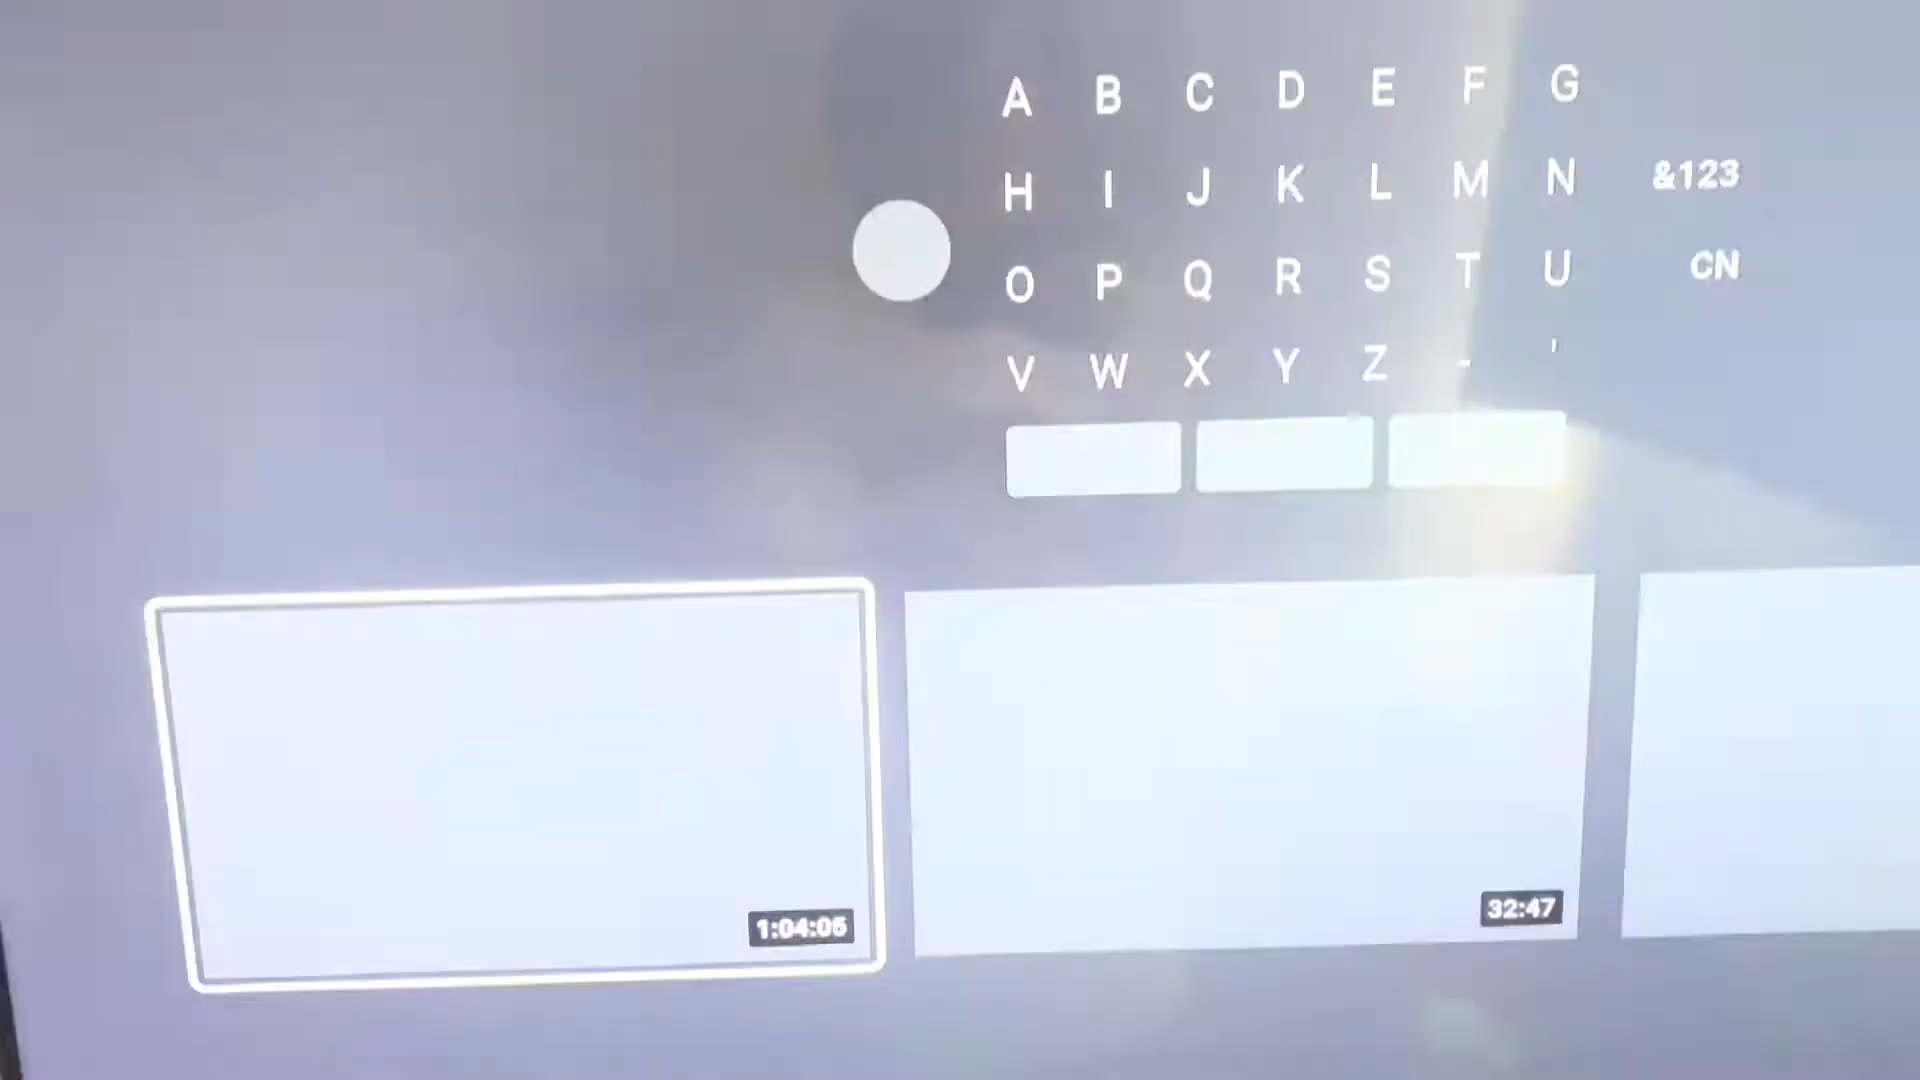 A B C D E F G
H I J K L M N &123
O P Q R S T U CN
V W X Y Z - '
1:04:05
32:47